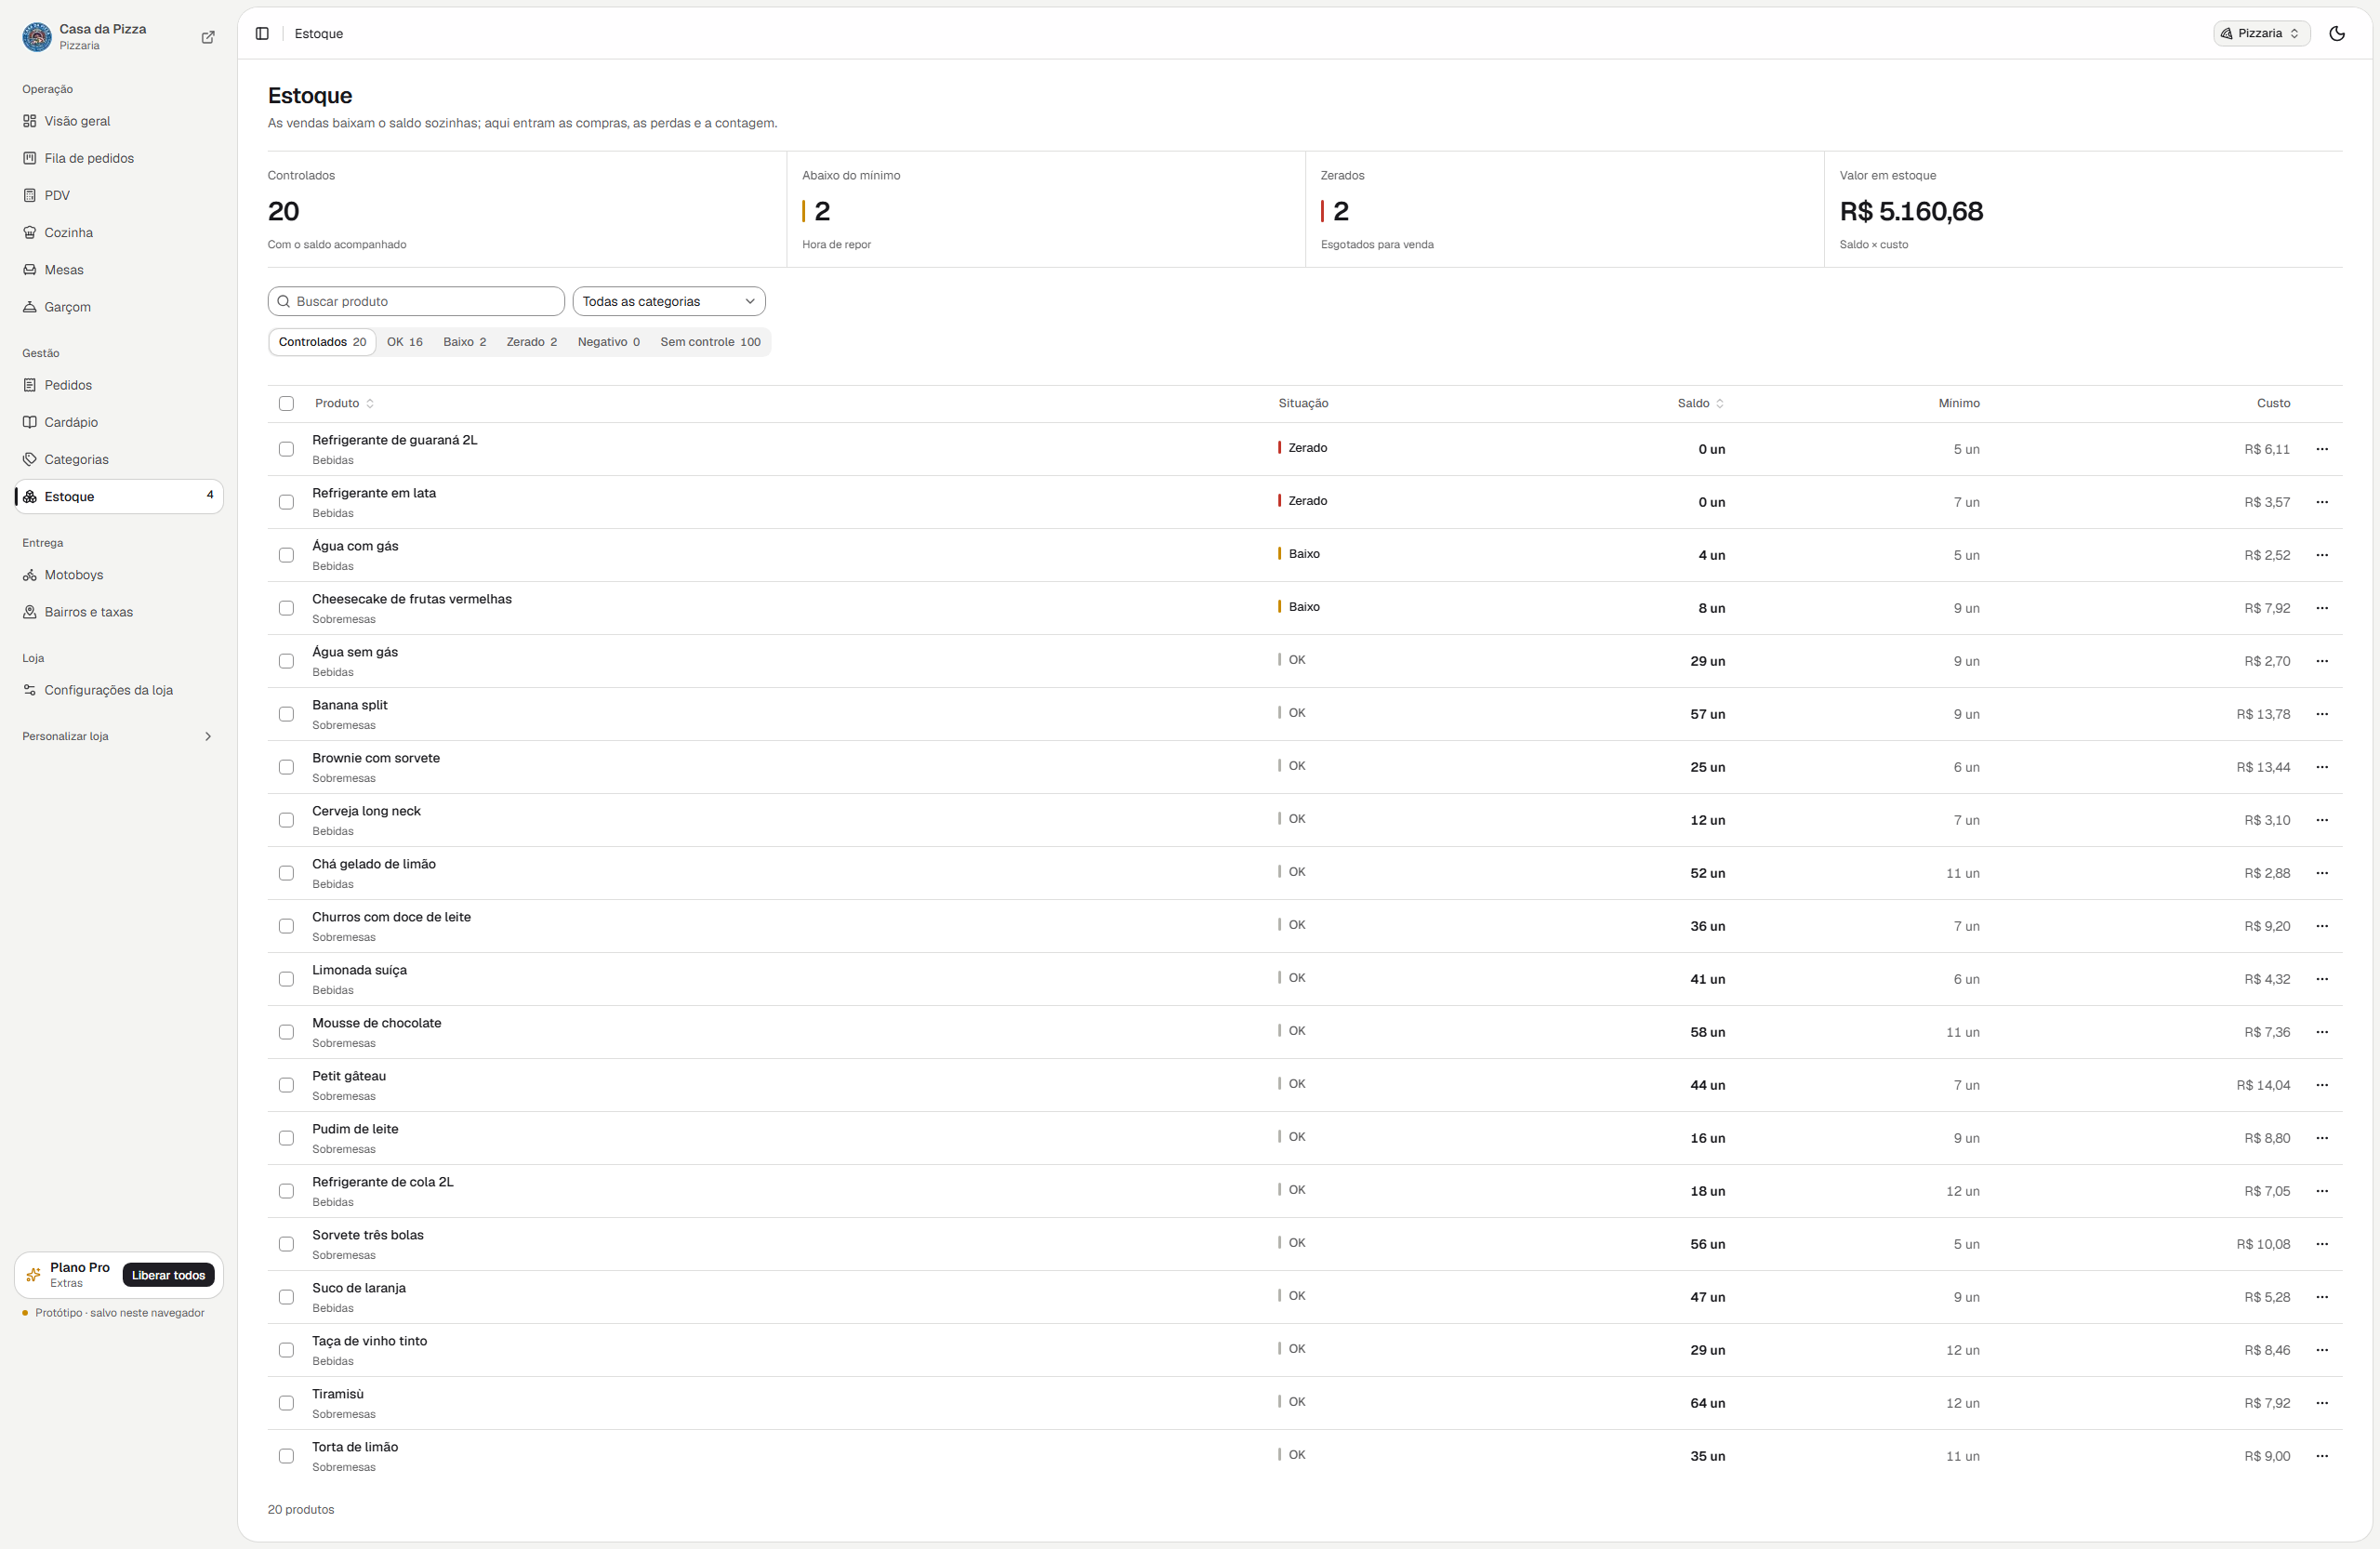 Casa da Pizza
Pizzaria
Operação
Visão geral
Fila de pedidos
PDV
Cozinha
Mesas
Garçom
Gestão
Pedidos
Cardápio
Categorias
Estoque 4
Entrega
Motoboys
Bairros e taxas
Loja
Configurações da loja
Personalizar loja
Plano Pro
Extras
Liberar todos
Protótipo · salvo neste navegador
Estoque
Pizzaria
Estoque
As vendas baixam o saldo sozinhas; aqui entram as compras, as perdas e a contagem.
Controlados
20
Com o saldo acompanhado
Abaixo do mínimo
2
Hora de repor
Zerados
2
Esgotados para venda
Valor em estoque
R$ 5.160,68
Saldo × custo
Buscar produto
Todas as categorias
Controlados 20 OK 16 Baixo 2 Zerado 2 Negativo 0 Sem controle 100
Produto Situação Saldo Mínimo Custo
Refrigerante de guaraná 2L Zerado 0 un 5 un R$ 6,11
Bebidas
Refrigerante em lata Zerado 0 un 7 un R$ 3,57
Bebidas
Água com gás Baixo 4 un 5 un R$ 2,52
Bebidas
Cheesecake de frutas vermelhas Baixo 8 un 9 un R$ 7,92
Sobremesas
Água sem gás OK 29 un 9 un R$ 2,70
Bebidas
Banana split OK 57 un 9 un R$ 13,78
Sobremesas
Brownie com sorvete OK 25 un 6 un R$ 13,44
Sobremesas
Cerveja long neck OK 12 un 7 un R$ 3,10
Bebidas
Chá gelado de limão OK 52 un 11 un R$ 2,88
Bebidas
Churros com doce de leite OK 36 un 7 un R$ 9,20
Sobremesas
Limonada suíça OK 41 un 6 un R$ 4,32
Bebidas
Mousse de chocolate OK 58 un 11 un R$ 7,36
Sobremesas
Petit gâteau OK 44 un 7 un R$ 14,04
Sobremesas
Pudim de leite OK 16 un 9 un R$ 8,80
Sobremesas
Refrigerante de cola 2L OK 18 un 12 un R$ 7,05
Bebidas
Sorvete três bolas OK 56 un 5 un R$ 10,08
Sobremesas
Suco de laranja OK 47 un 9 un R$ 5,28
Bebidas
Taça de vinho tinto OK 29 un 12 un R$ 8,46
Bebidas
Tiramisù OK 64 un 12 un R$ 7,92
Sobremesas
Torta de limão OK 35 un 11 un R$ 9,00
Sobremesas
20 produtos